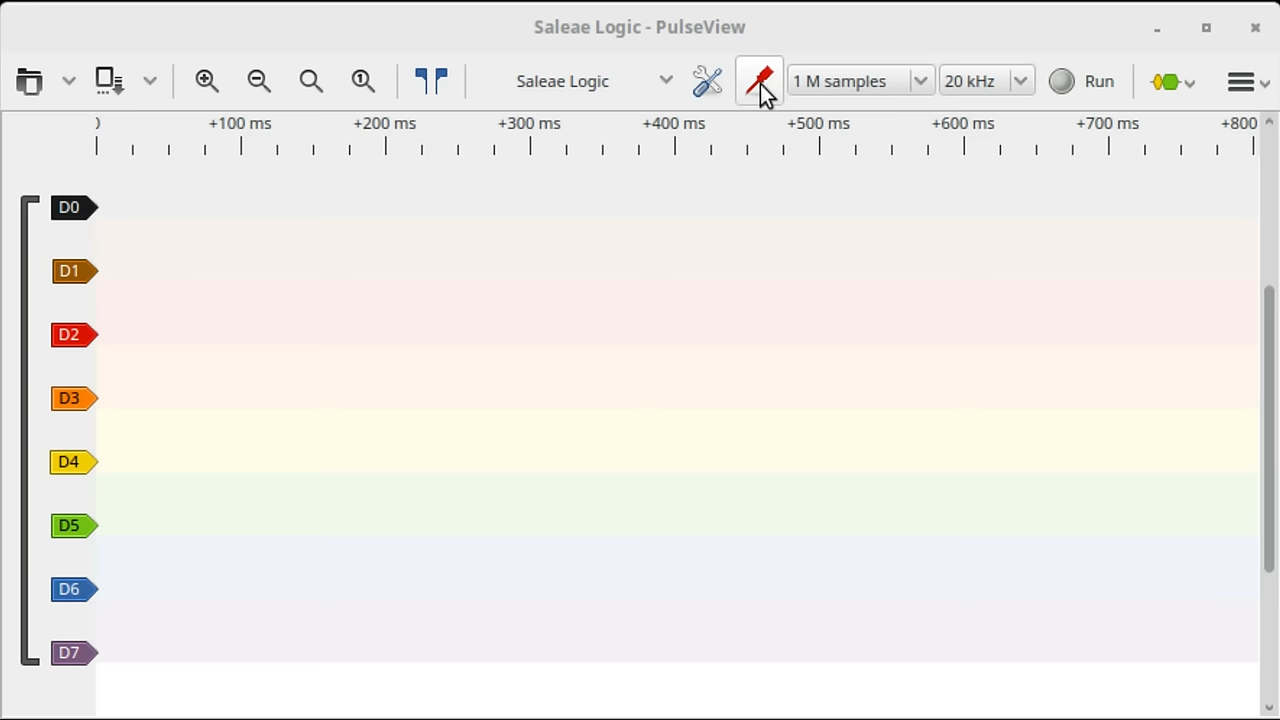 Saleae Logic - PulseView
Saleae Logic 1 M samples 20 kHz Run
0 +100 ms +200 ms +300 ms +400 ms +500 ms +600 ms +700 ms +800
D0
D1
D2
D3
D4
D5
D6
D7